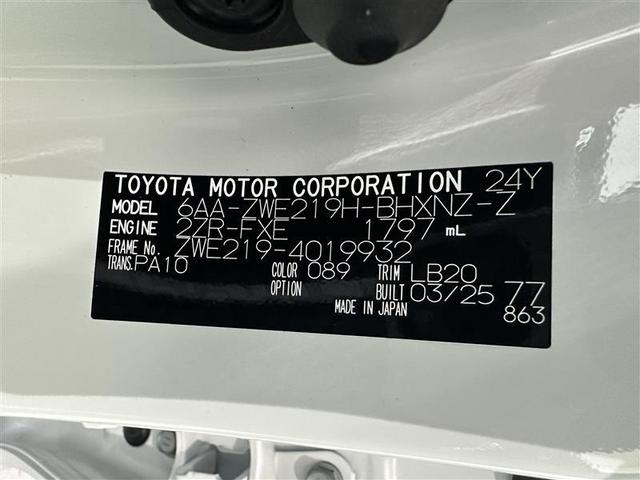 TOYOTA MOTOR CORPORATION 24Y
MODEL 6AA-ZWE219H-BHXNZ-Z
ENGINE 2ZR-FXE 1797 mL
FRAME No. ZWE219-4019932
TRANS. PA10 COLOR 089 TRIM LB20
OPTION BUILT 03/25 77
MADE IN JAPAN 863